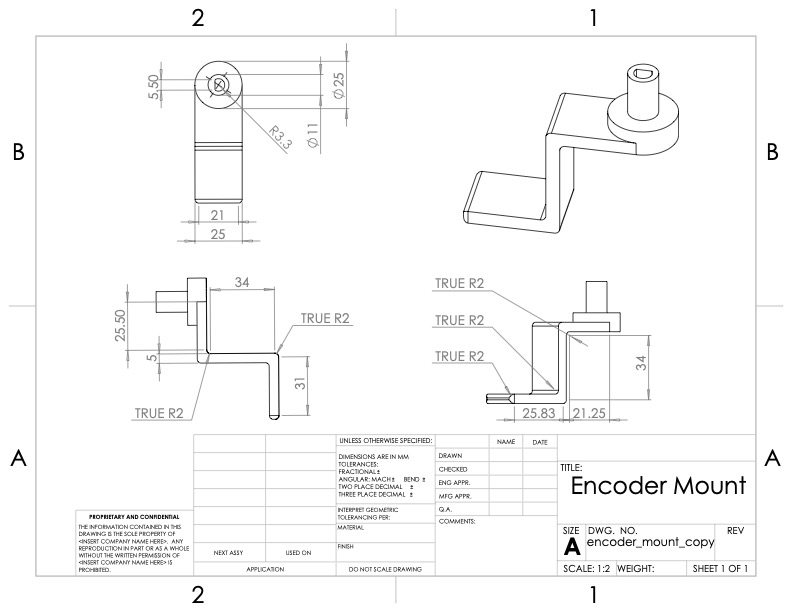 2
1
B
B
5.50
R3.3
Ø11
Ø25
21
25
34
TRUE R2
25.50
5
31
TRUE R2
TRUE R2
TRUE R2
TRUE R2
34
25.83
21.25
A
A
UNLESS OTHERWISE SPECIFIED:
DIMENSIONS ARE IN MM
TOLERANCES:
FRACTIONAL ±
ANGULAR: MACH ± BEND ±
TWO PLACE DECIMAL ±
THREE PLACE DECIMAL ±
INTERPRET GEOMETRIC
TOLERANCING PER:
MATERIAL
FINISH
DO NOT SCALE DRAWING
NAME DATE
DRAWN
CHECKED
ENG APPR.
MFG APPR.
Q.A.
COMMENTS:
TITLE:
Encoder Mount
SIZE DWG. NO. REV
A encoder_mount_copy
SCALE: 1:2 WEIGHT: SHEET 1 OF 1
PROPRIETARY AND CONFIDENTIAL
THE INFORMATION CONTAINED IN THIS
DRAWING IS THE SOLE PROPERTY OF
<INSERT COMPANY NAME HERE>. ANY
REPRODUCTION IN PART OR AS A WHOLE
WITHOUT THE WRITTEN PERMISSION OF
<INSERT COMPANY NAME HERE> IS
PROHIBITED.
NEXT ASSY USED ON
APPLICATION
2
1